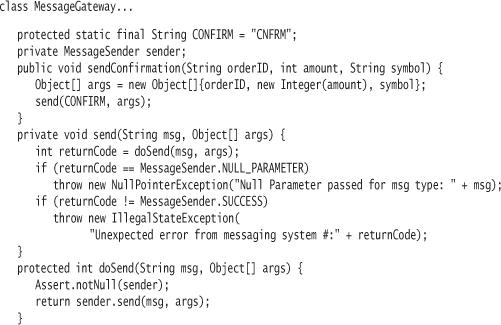 class MessageGateway...
protected static final String CONFIRM = "CNFRM";
private MessageSender sender;
public void sendConfirmation(String orderID, int amount, String symbol) {
Object[] args = new Object[]{orderID, new Integer(amount), symbol};
send(CONFIRM, args);
}
private void send(String msg, Object[] args) {
int returnCode = doSend(msg, args);
if (returnCode == MessageSender.NULL_PARAMETER)
throw new NullPointerException("Null Parameter passed for msg type: " + msg);
if (returnCode != MessageSender.SUCCESS)
throw new IllegalStateException(
"Unexpected error from messaging system #:" + returnCode);
}
protected int doSend(String msg, Object[] args) {
Assert.notNull(sender);
return sender.send(msg, args);
}